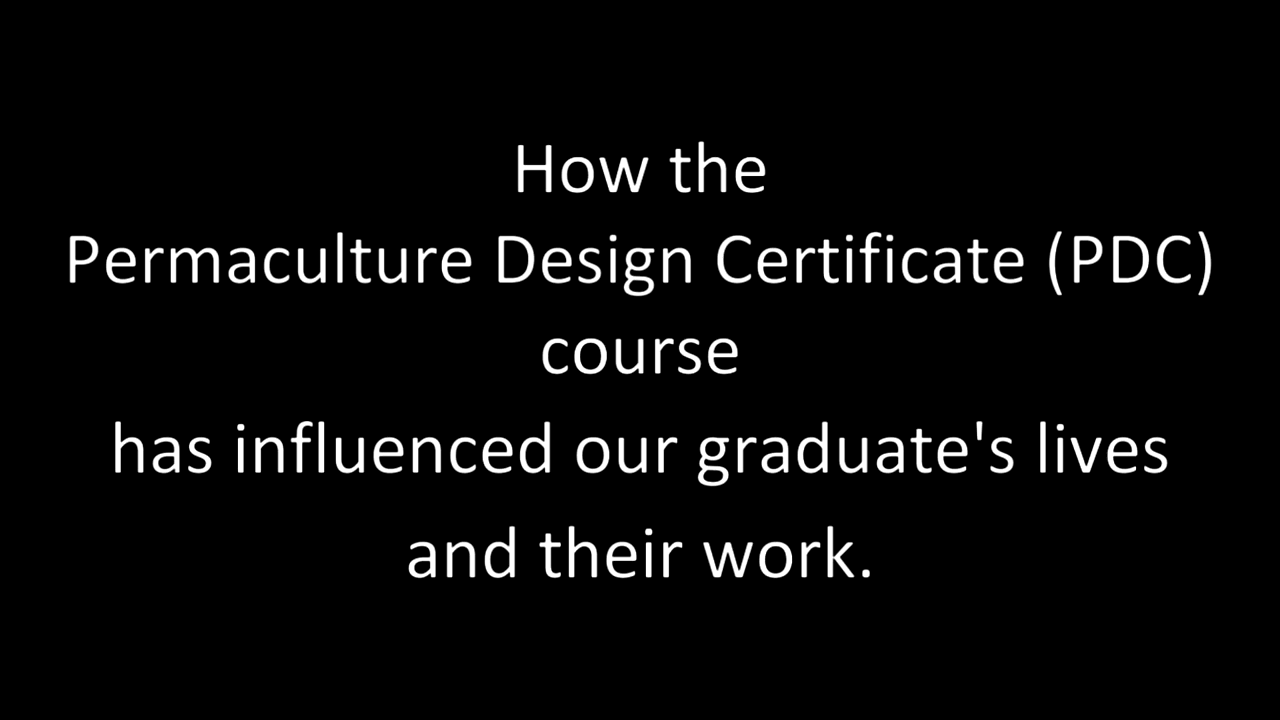 How the
Permaculture Design Certificate (PDC)
course
has influenced our graduate's lives
and their work.